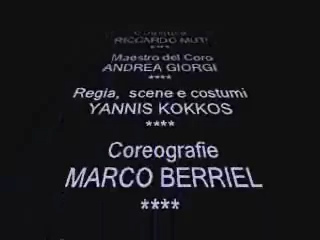 RICCARDO MUTI
****
Maestro del Coro
ANDREA GIORGI
****
Regia, scene e costumi
YANNIS KOKKOS
****
Coreografie
MARCO BERRIEL
****